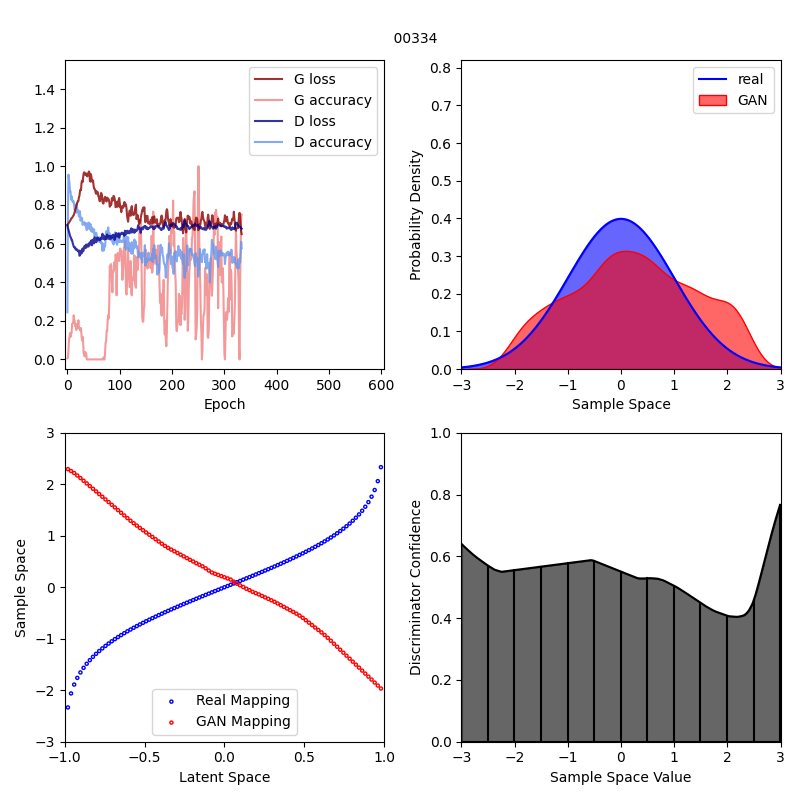 00334
1.4
1.2
1.0
0.8
0.6
0.4
0.2
0.0
0 100 200 300 400 500 600
Epoch
G loss
G accuracy
D loss
D accuracy
Probability Density
0.8
0.7
0.6
0.5
0.4
0.3
0.2
0.1
0.0
−3 −2 −1 0 1 2 3
Sample Space
real
GAN
Sample Space
3
2
1
0
−1
−2
−3
−1.0 −0.5 0.0 0.5 1.0
Latent Space
Real Mapping
GAN Mapping
Discriminator Confidence
1.0
0.8
0.6
0.4
0.2
0.0
−3 −2 −1 0 1 2 3
Sample Space Value